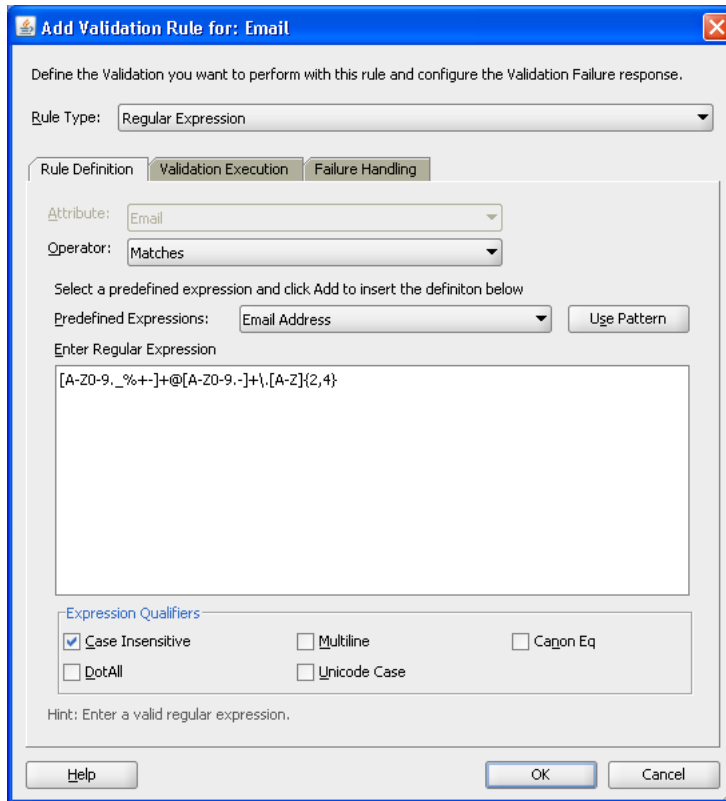 Add Validation Rule for: Email
Define the Validation you want to perform with this rule and configure the Validation Failure response.
Rule Type: Regular Expression
Rule Definition Validation Execution Failure Handling
Attribute: Email
Operator: Matches
Select a predefined expression and click Add to insert the definiton below
Predefined Expressions: Email Address Use Pattern
Enter Regular Expression
[A-Z0-9._%+-]+@[A-Z0-9.-]+\.[A-Z]{2,4}
Expression Qualifiers
Case Insensitive Multiline Canon Eq
DotAll Unicode Case
Hint: Enter a valid regular expression.
Help OK Cancel